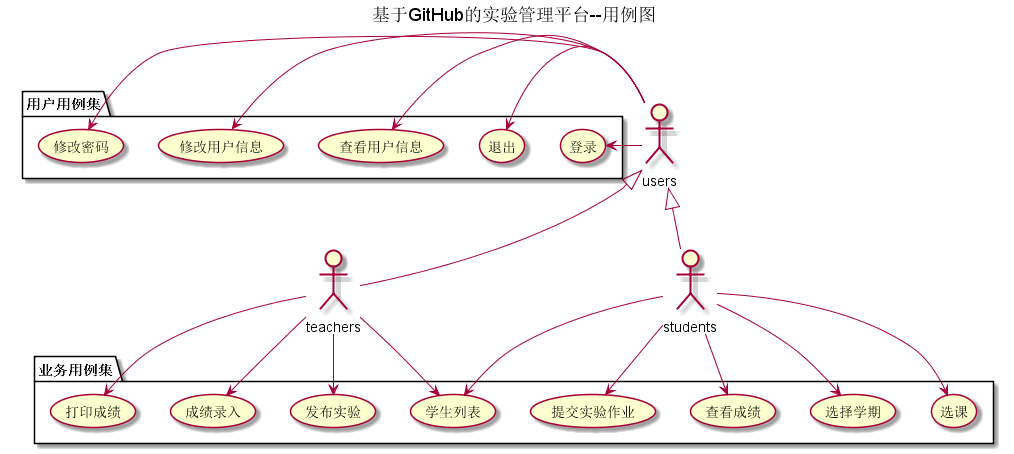 基于GitHub的实验管理平台--用例图
用户用例集
修改密码
修改用户信息
查看用户信息
退出
登录
users
teachers
students
业务用例集
打印成绩
成绩录入
发布实验
学生列表
提交实验作业
查看成绩
选择学期
选课